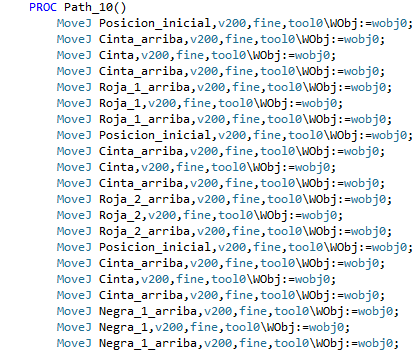 PROC Path_10()
MoveJ Posicion_inicial,v200,fine,tool0\WObj:=wobj0;
MoveJ Cinta_arriba,v200,fine,tool0\WObj:=wobj0;
MoveJ Cinta,v200,fine,tool0\WObj:=wobj0;
MoveJ Cinta_arriba,v200,fine,tool0\WObj:=wobj0;
MoveJ Roja_1_arriba,v200,fine,tool0\WObj:=wobj0;
MoveJ Roja_1,v200,fine,tool0\WObj:=wobj0;
MoveJ Roja_1_arriba,v200,fine,tool0\WObj:=wobj0;
MoveJ Posicion_inicial,v200,fine,tool0\WObj:=wobj0;
MoveJ Cinta_arriba,v200,fine,tool0\WObj:=wobj0;
MoveJ Cinta,v200,fine,tool0\WObj:=wobj0;
MoveJ Cinta_arriba,v200,fine,tool0\WObj:=wobj0;
MoveJ Roja_2_arriba,v200,fine,tool0\WObj:=wobj0;
MoveJ Roja_2,v200,fine,tool0\WObj:=wobj0;
MoveJ Roja_2_arriba,v200,fine,tool0\WObj:=wobj0;
MoveJ Posicion_inicial,v200,fine,tool0\WObj:=wobj0;
MoveJ Cinta_arriba,v200,fine,tool0\WObj:=wobj0;
MoveJ Cinta,v200,fine,tool0\WObj:=wobj0;
MoveJ Cinta_arriba,v200,fine,tool0\WObj:=wobj0;
MoveJ Negra_1_arriba,v200,fine,tool0\WObj:=wobj0;
MoveJ Negra_1,v200,fine,tool0\WObj:=wobj0;
MoveJ Negra_1_arriba,v200,fine,tool0\WObj:=wobj0;